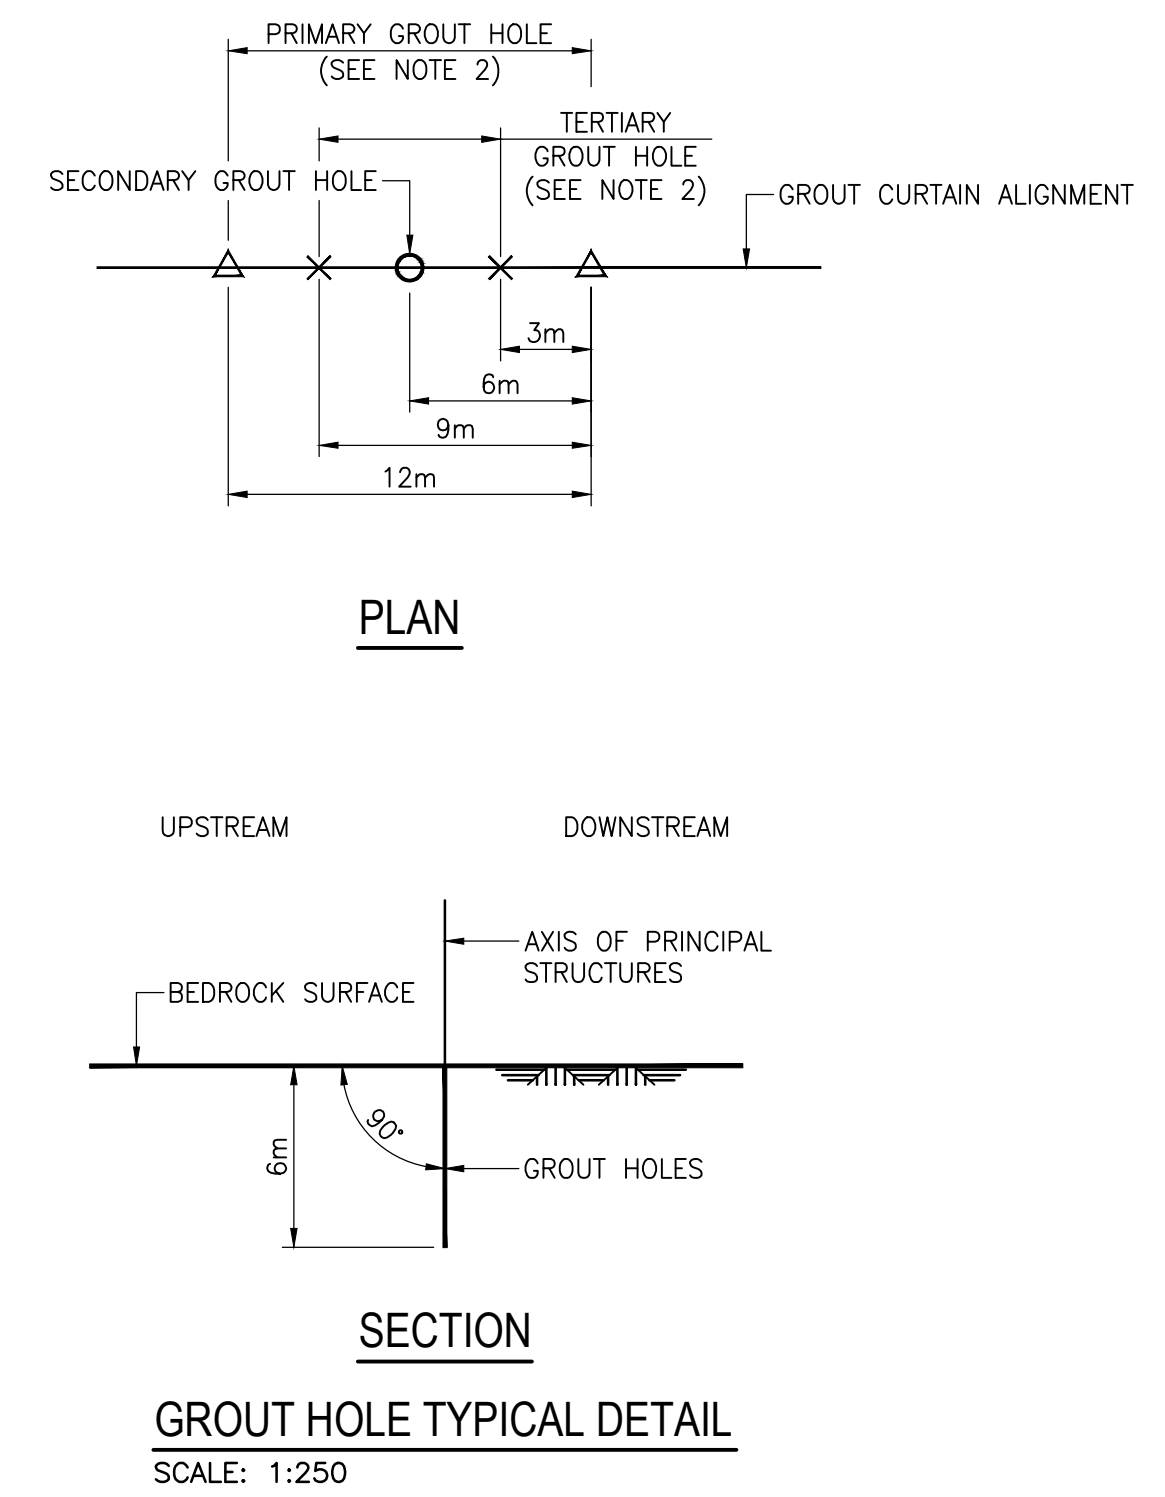 PRIMARY GROUT HOLE
(SEE NOTE 2)
TERTIARY
GROUT HOLE
(SEE NOTE 2)
SECONDARY GROUT HOLE
GROUT CURTAIN ALIGNMENT
3m
6m
9m
12m
PLAN
UPSTREAM
DOWNSTREAM
AXIS OF PRINCIPAL
STRUCTURES
BEDROCK SURFACE
90°
6m
GROUT HOLES
SECTION
GROUT HOLE TYPICAL DETAIL
SCALE: 1:250